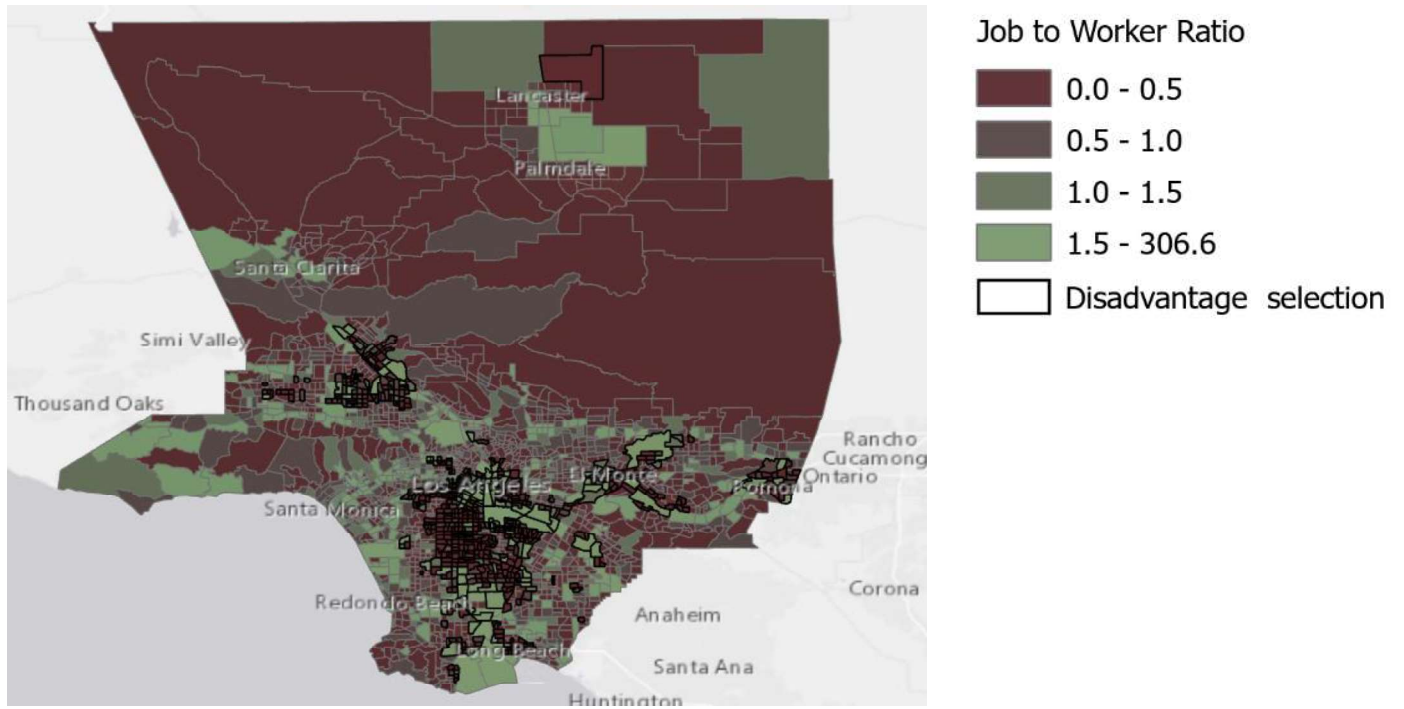 Job to Worker Ratio
0.0 - 0.5
0.5 - 1.0
1.0 - 1.5
1.5 - 306.6
Disadvantage selection
Lancaster
Palmdale
Santa Clarita
Simi Valley
Thousand Oaks
Rancho
Cucamong
Ontario
El Monte
Pomona
Los Angeles
Santa Monica
Corona
Redondo Beach
Anaheim
Long Beach
Santa Ana
Huntington